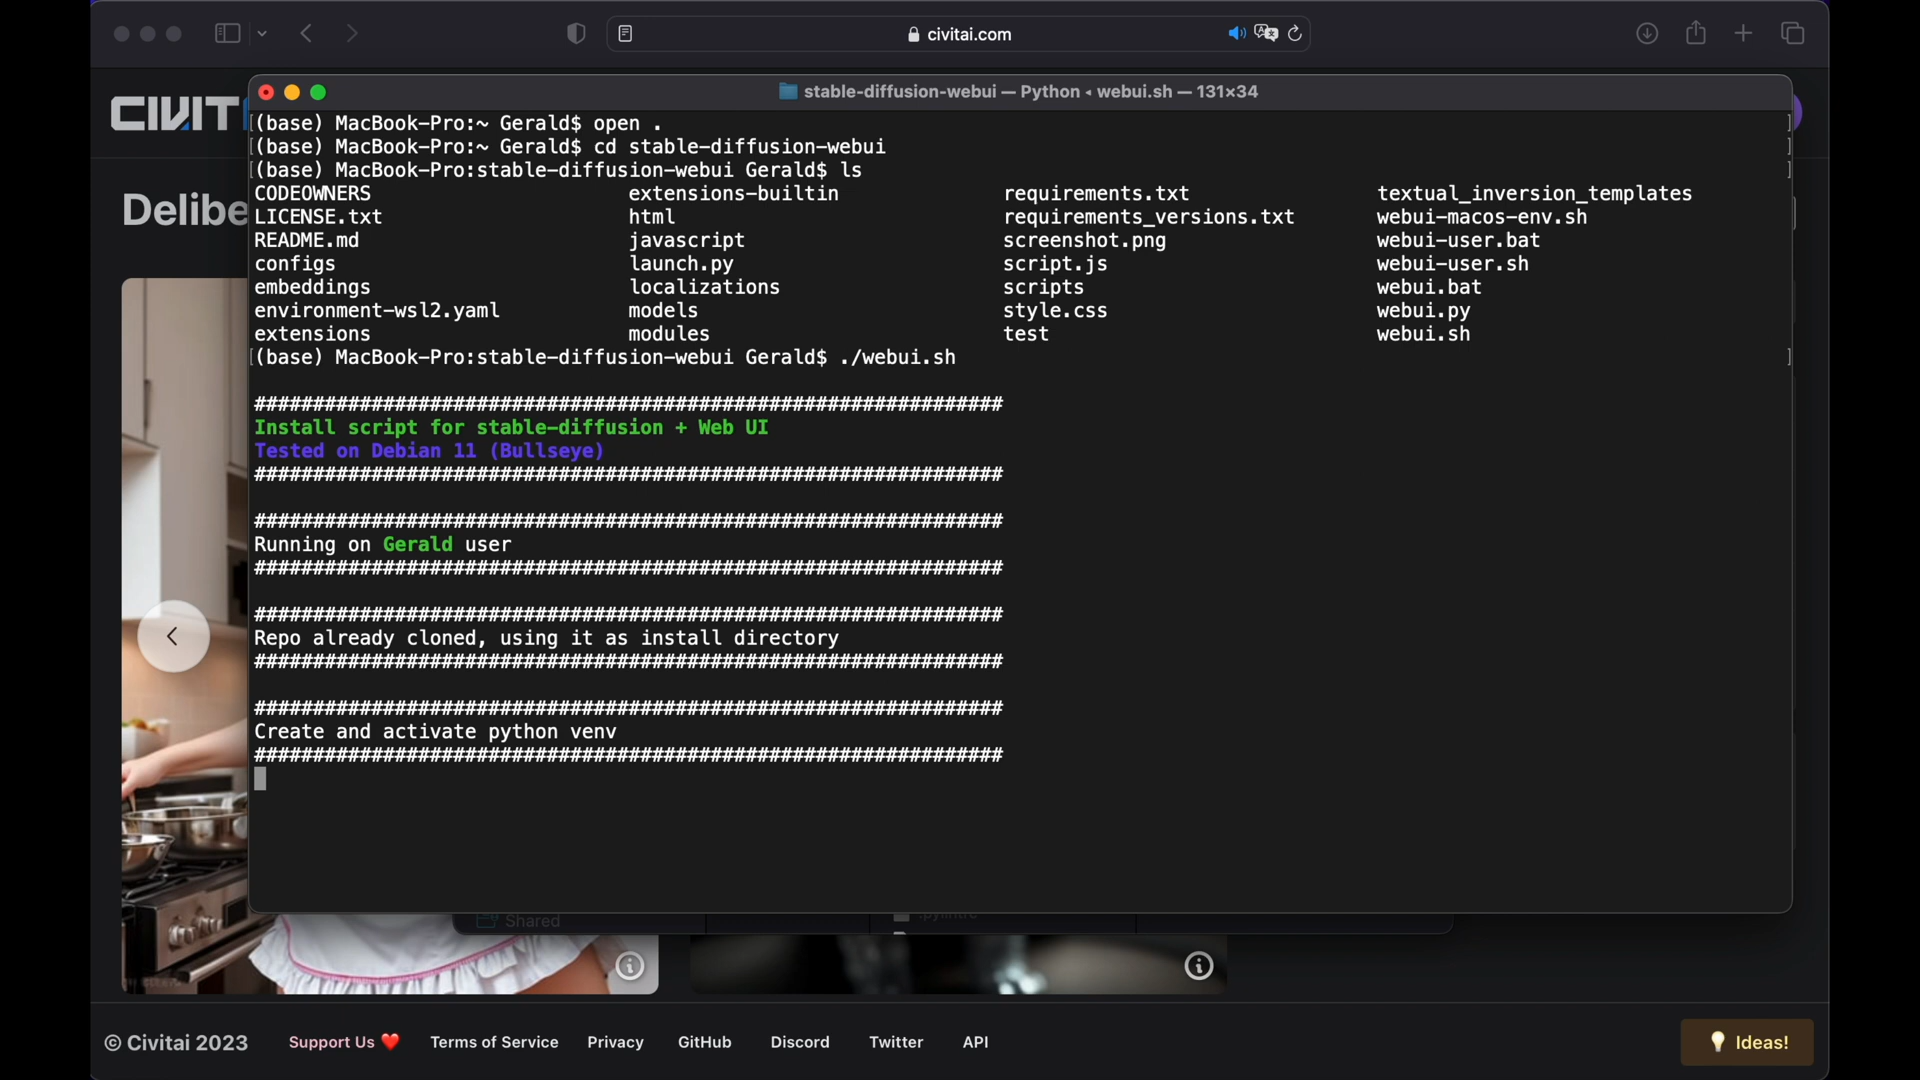 civitai.com
stable-diffusion-webui — Python ◂ webui.sh — 131×34
CIVIT
Delibe
(base) MacBook-Pro:~ Gerald$ open .
(base) MacBook-Pro:~ Gerald$ cd stable-diffusion-webui
(base) MacBook-Pro:stable-diffusion-webui Gerald$ ls
CODEOWNERS extensions-builtin requirements.txt textual_inversion_templates
LICENSE.txt html requirements_versions.txt webui-macos-env.sh
README.md javascript screenshot.png webui-user.bat
configs launch.py script.js webui-user.sh
embeddings localizations scripts webui.bat
environment-wsl2.yaml models style.css webui.py
extensions modules test webui.sh
(base) MacBook-Pro:stable-diffusion-webui Gerald$ ./webui.sh
################################################################
Install script for stable-diffusion + Web UI
Tested on Debian 11 (Bullseye)
################################################################
################################################################
Running on Gerald user
################################################################
################################################################
Repo already cloned, using it as install directory
################################################################
################################################################
Create and activate python venv
################################################################
Shared
© Civitai 2023 Support Us ❤️ Terms of Service Privacy GitHub Discord Twitter API 💡 Ideas!